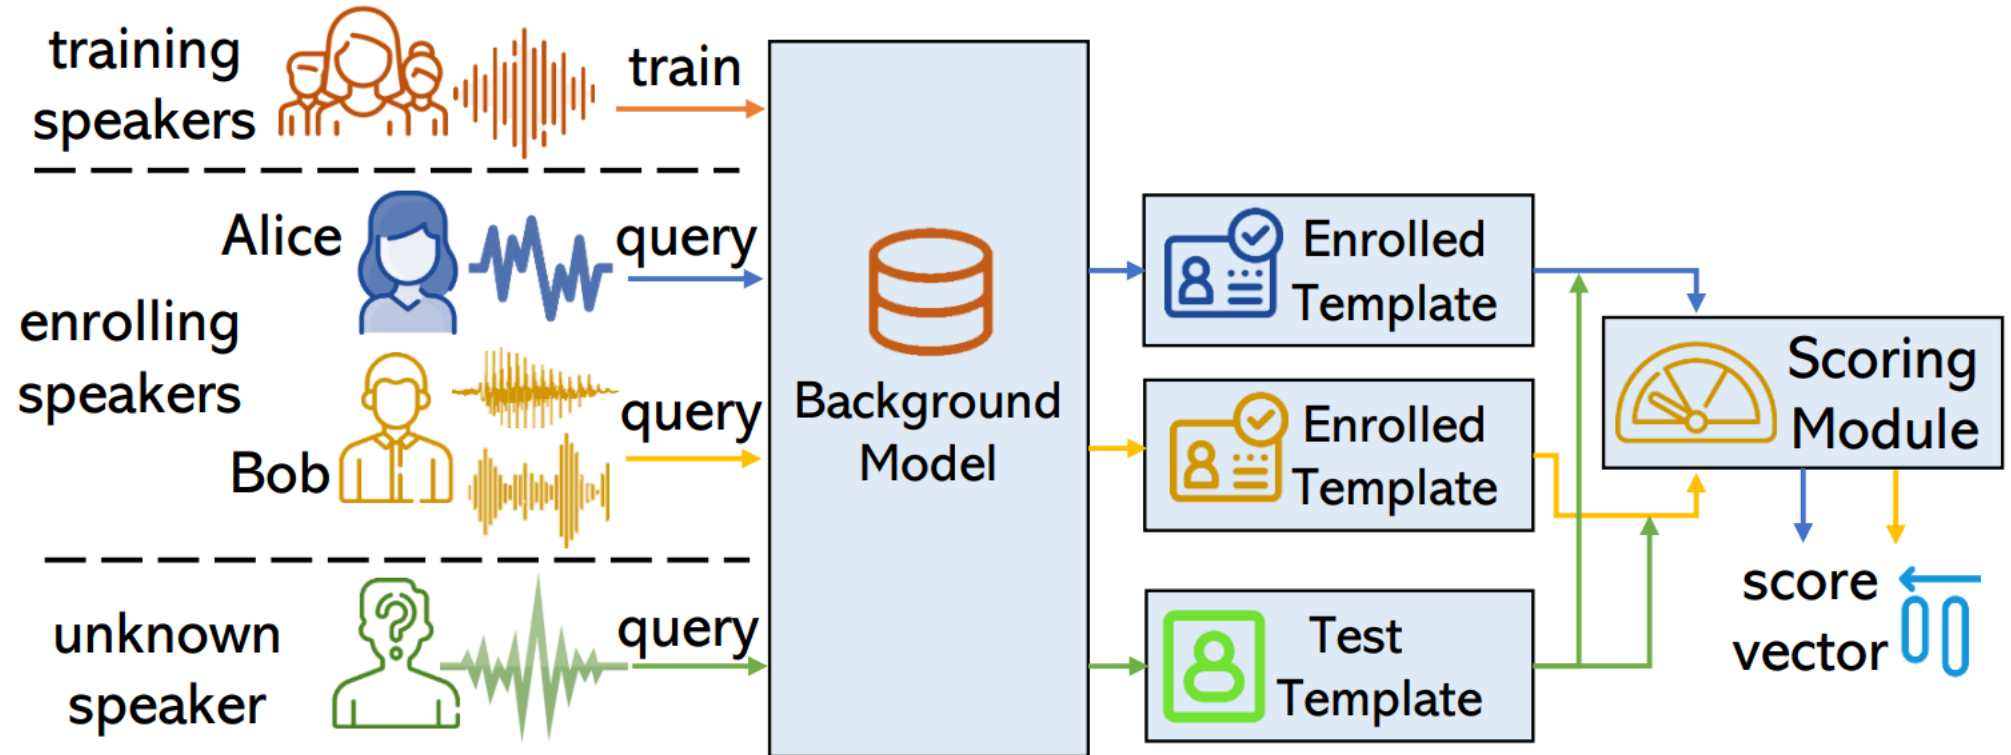 training
speakers
train
Alice
query
enrolling
speakers
Bob
query
unknown
speaker
query
Background
Model
Enrolled
Template
Enrolled
Template
Test
Template
Scoring
Module
score
vector